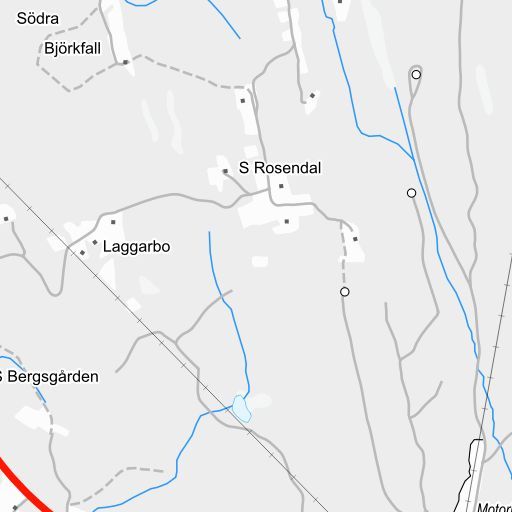 Södra
Björkfall
S Rosendal
Laggarbo
S Bergsgården